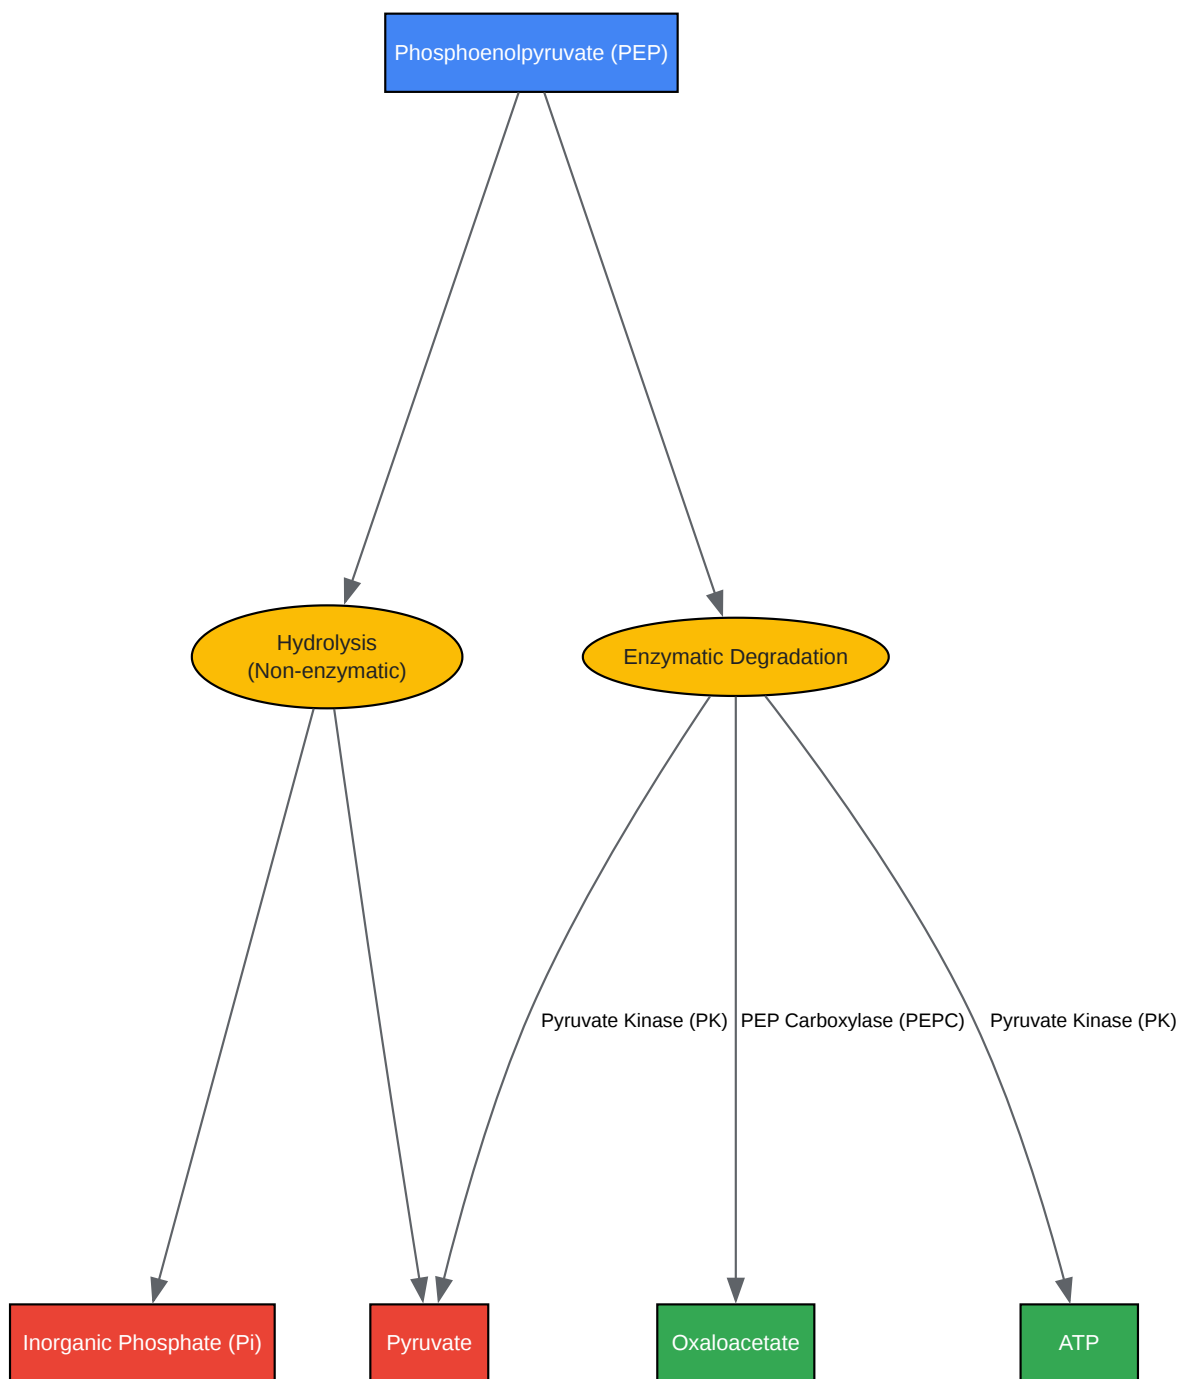 Phosphoenolpyruvate (PEP)
Hydrolysis
(Non-enzymatic)
Enzymatic Degradation
Pyruvate Kinase (PK)
PEP Carboxylase (PEPC)
Pyruvate Kinase (PK)
Inorganic Phosphate (Pi)
Pyruvate
Oxaloacetate
ATP